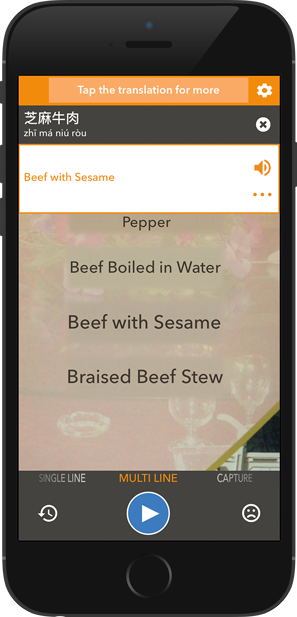 Tap the translation for more
芝麻牛肉
zhī má niú ròu
Beef with Sesame
Pepper
Beef Boiled in Water
Beef with Sesame
Braised Beef Stew
SINGLE LINE MULTI LINE CAPTURE